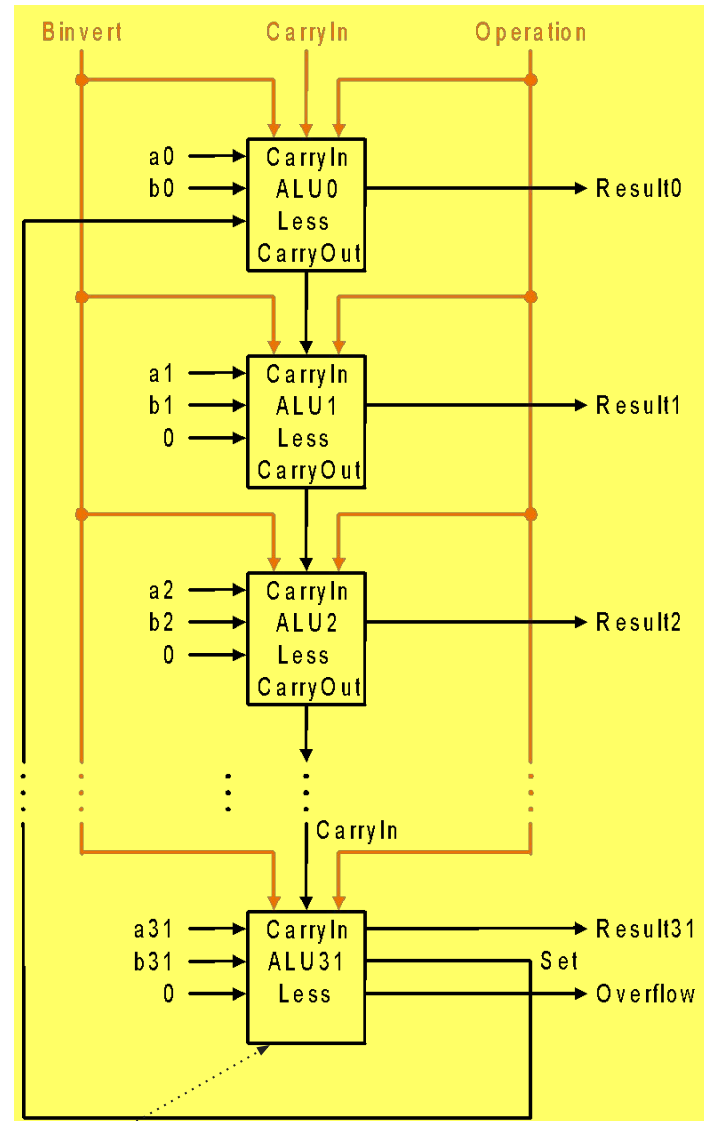 Binvert CarryIn Operation
a0 CarryIn
b0 ALU0 Result0
Less
CarryOut
a1 CarryIn
b1 ALU1 Result1
0 Less
CarryOut
a2 CarryIn
b2 ALU2 Result2
0 Less
CarryOut
CarryIn
a31 CarryIn Result31
b31 ALU31 Set
0 Less Overflow